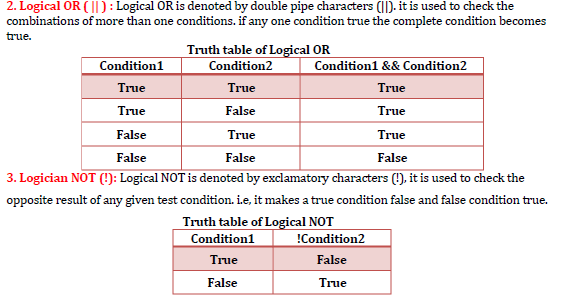 2. Logical OR ( || ) : Logical OR is denoted by double pipe characters (||). it is used to check the
combinations of more than one conditions. if any one condition true the complete condition becomes
true.
Truth table of Logical OR
Condition1 Condition2 Condition1 && Condition2
True True True
True False True
False True True
False False False
3. Logician NOT (!): Logical NOT is denoted by exclamatory characters (!), it is used to check the
opposite result of any given test condition. i.e, it makes a true condition false and false condition true.
Truth table of Logical NOT
Condition1 !Condition2
True False
False True